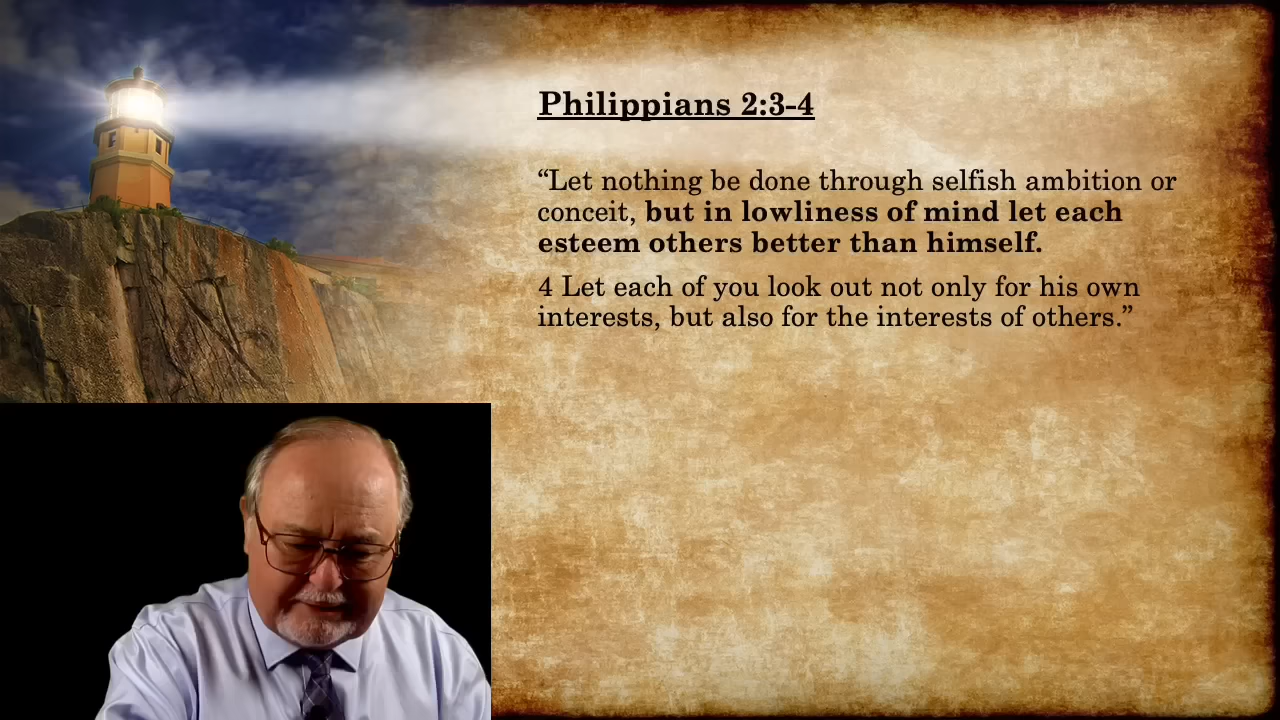 Philippians 2:3-4
“Let nothing be done through selfish ambition or
conceit, but in lowliness of mind let each
esteem others better than himself.
4 Let each of you look out not only for his own
interests, but also for the interests of others.”